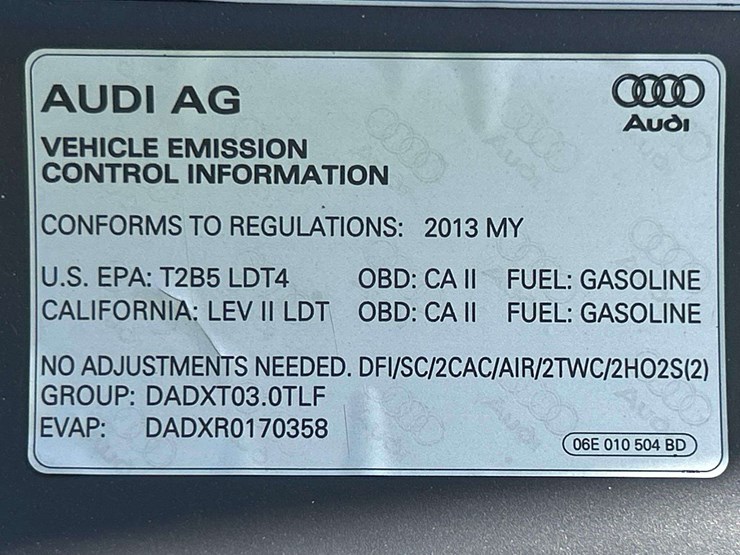 AUDI AG
Audi
VEHICLE EMISSION
CONTROL INFORMATION
CONFORMS TO REGULATIONS: 2013 MY
U.S. EPA: T2B5 LDT4 OBD: CA II FUEL: GASOLINE
CALIFORNIA: LEV II LDT OBD: CA II FUEL: GASOLINE
NO ADJUSTMENTS NEEDED. DFI/SC/2CAC/AIR/2TWC/2HO2S(2)
GROUP: DADXT03.0TLF
EVAP: DADXR0170358
06E 010 504 BD